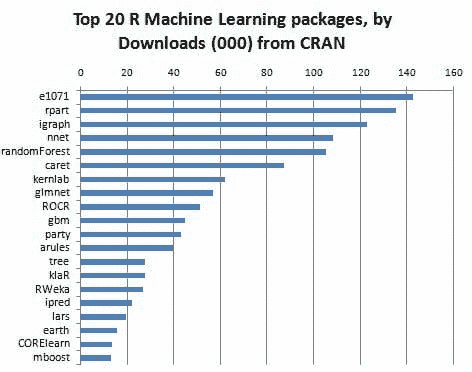 Top 20 R Machine Learning packages, by
Downloads (000) from CRAN
0 20 40 60 80 100 120 140 160
e1071
rpart
igraph
nnet
randomForest
caret
kernlab
glmnet
ROCR
gbm
party
arules
tree
klaR
RWeka
ipred
lars
earth
CORElearn
mboost